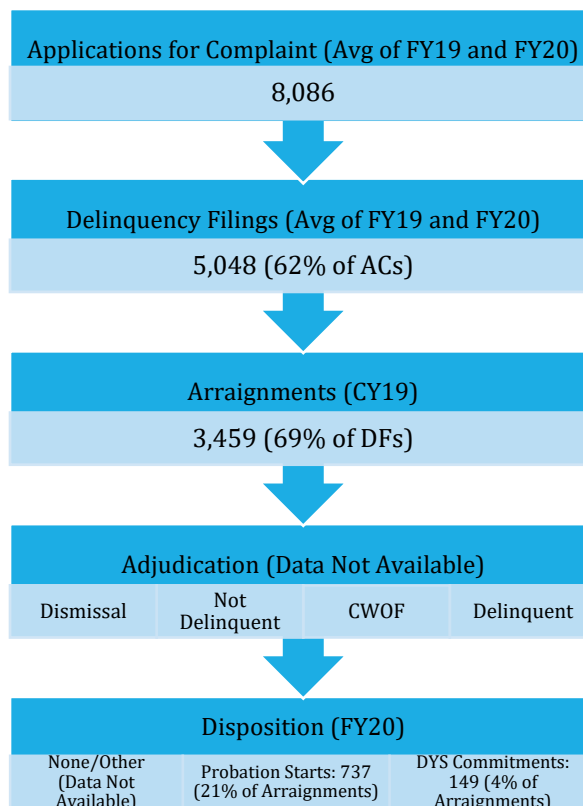 Applications for Complaint (Avg of FY19 and FY20)
8,086
Delinquency Filings (Avg of FY19 and FY20)
5,048 (62% of ACs)
Arraignments (CY19)
3,459 (69% of DFs)
Adjudication (Data Not Available)
Dismissal
Not
Delinquent
CWOF
Delinquent
Disposition (FY20)
None/Other
(Data Not
Available)
Probation Starts: 737
(21% of Arraignments)
DYS Commitments:
149 (4% of
Arraignments)